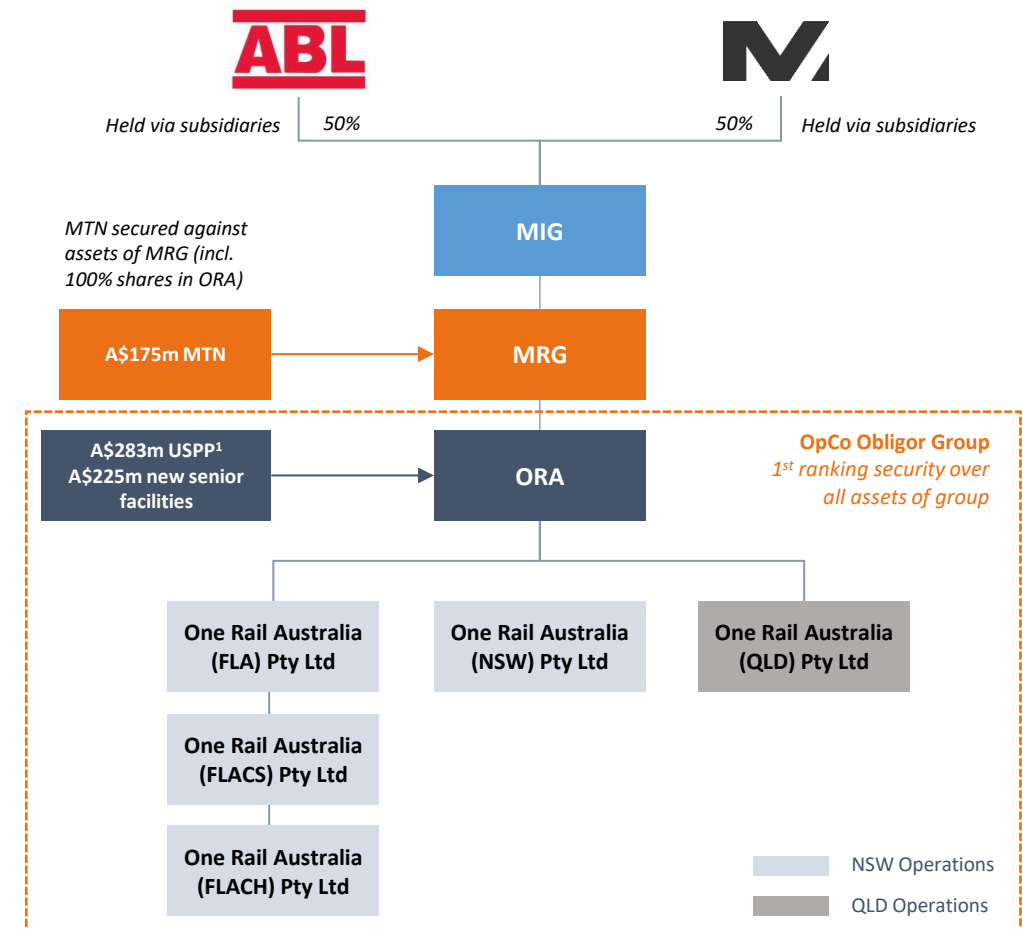 ABL
Held via subsidiaries
50%
50%
Held via subsidiaries
MIG
MTN secured against
assets of MRG (incl.
100% shares in ORA)
A$175m MTN
MRG
A$283m USPP¹
A$225m new senior
facilities
ORA
OpCo Obligor Group
1st ranking security over
all assets of group
One Rail Australia
(FLA) Pty Ltd
One Rail Australia
(NSW) Pty Ltd
One Rail Australia
(QLD) Pty Ltd
One Rail Australia
(FLACS) Pty Ltd
One Rail Australia
(FLACH) Pty Ltd
NSW Operations
QLD Operations